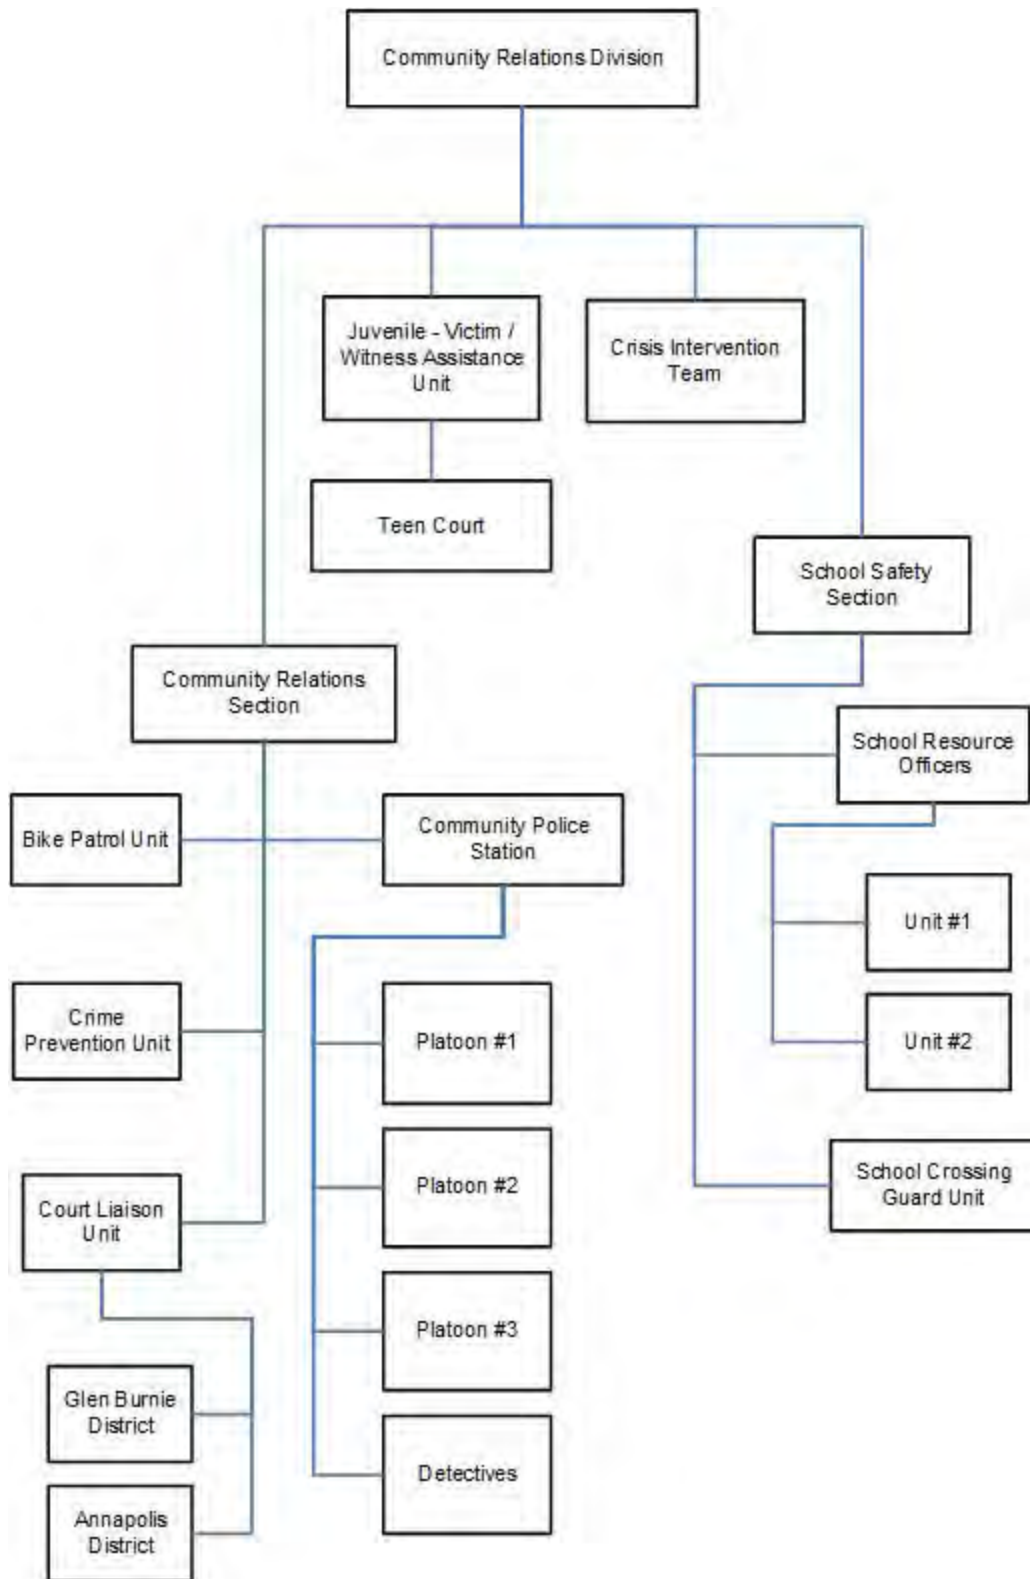 Community Relations Division
Juvenile - Victim /
Witness Assistance
Unit
Crisis Intervention
Team
Teen Court
School Safety
Section
Community Relations
Section
School Resource
Officers
Bike Patrol Unit
Community Police
Station
Unit #1
Crime
Prevention Unit
Platoon #1
Unit #2
Platoon #2
School Crossing
Guard Unit
Court Liaison
Unit
Platoon #3
Glen Burnie
District
Detectives
Annapolis
District